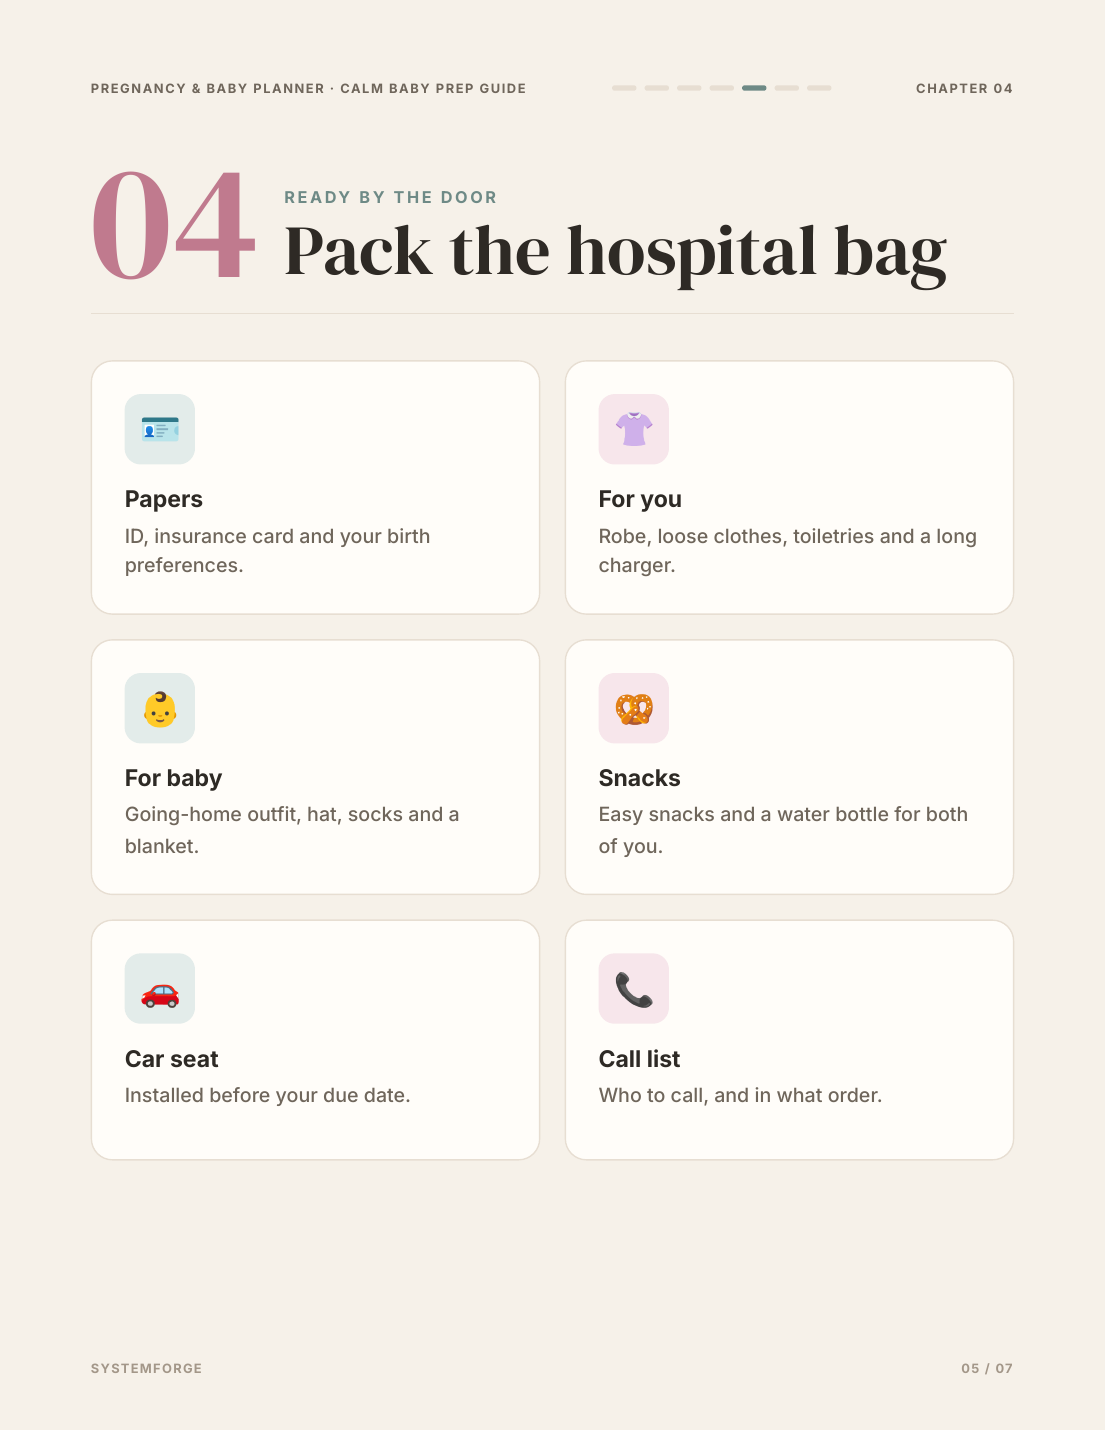 PREGNANCY & BABY PLANNER · CALM BABY PREP GUIDE
CHAPTER 04
04
READY BY THE DOOR
Pack the hospital bag
Papers
ID, insurance card and your birth
preferences.
For you
Robe, loose clothes, toiletries and a long
charger.
For baby
Going-home outfit, hat, socks and a
blanket.
Snacks
Easy snacks and a water bottle for both
of you.
Car seat
Installed before your due date.
Call list
Who to call, and in what order.
SYSTEMFORGE
05 / 07